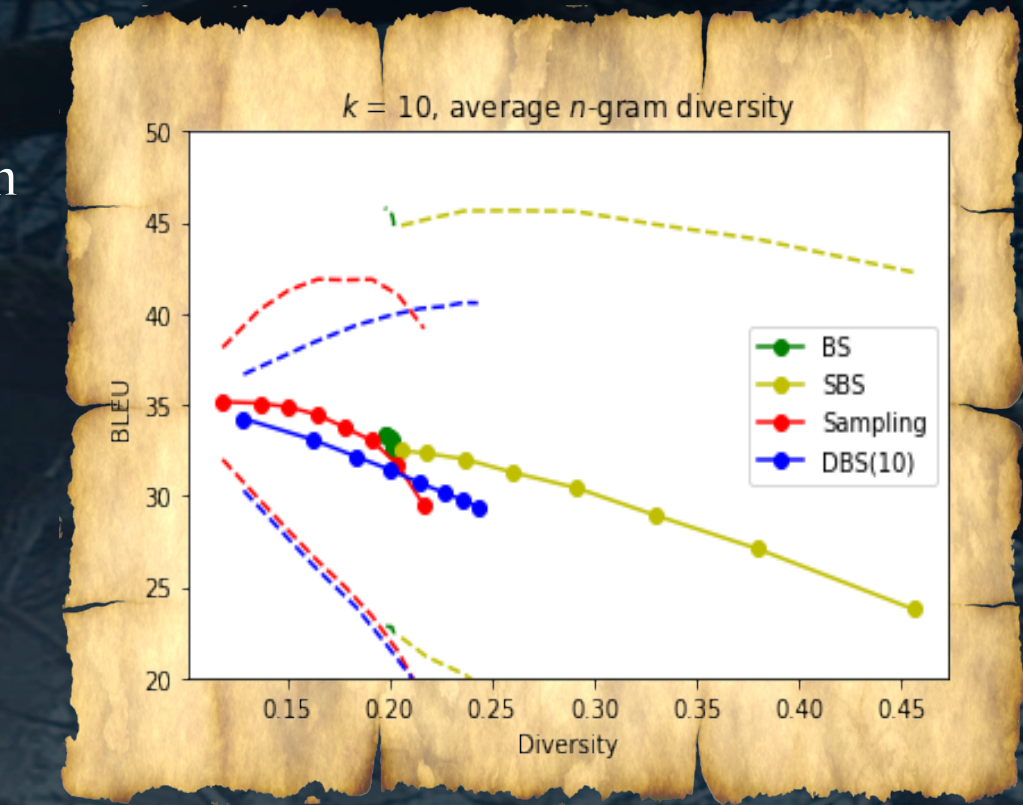 n
k = 10, average n-gram diversity
50
45
40
35
30
25
20
BLEU
BS
SBS
Sampling
DBS(10)
0.15 0.20 0.25 0.30 0.35 0.40 0.45
Diversity